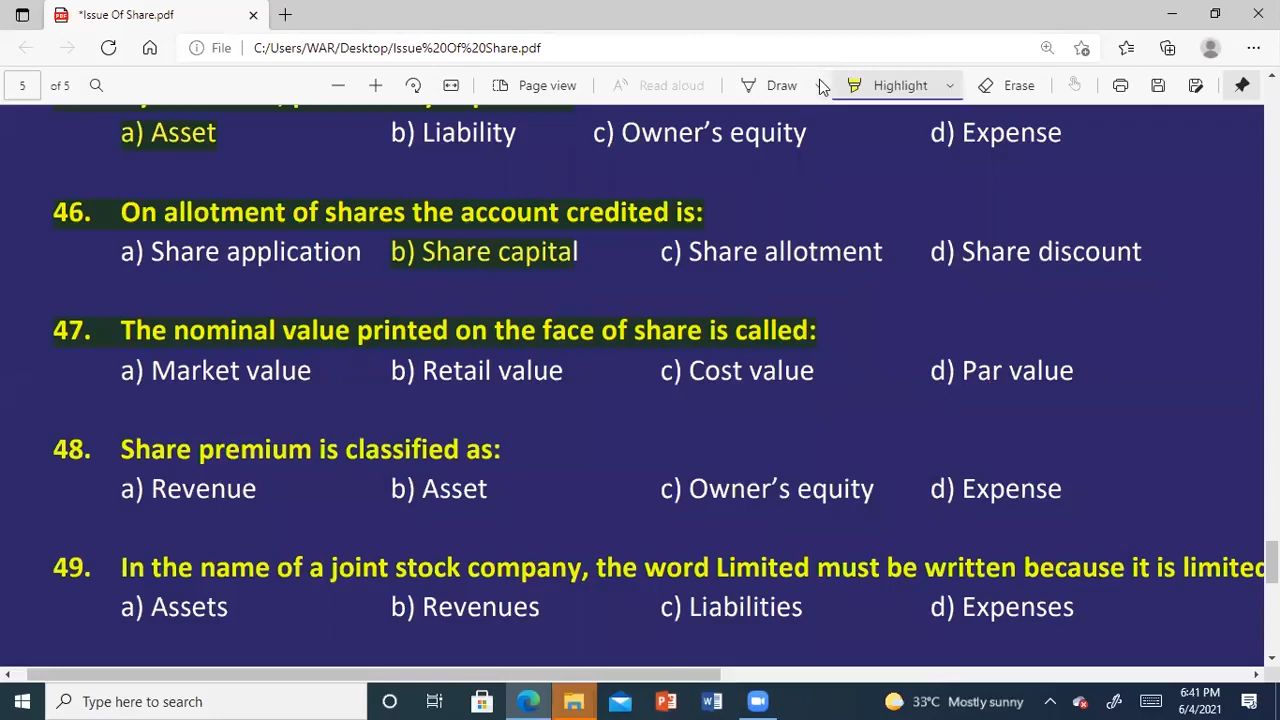 *Issue Of Share.pdf
File C:/Users/WAR/Desktop/Issue%20Of%20Share.pdf
5 of 5 Page view Read aloud Draw Highlight Erase
a) Asset b) Liability c) Owner’s equity d) Expense
46. On allotment of shares the account credited is:
a) Share application b) Share capital c) Share allotment d) Share discount
47. The nominal value printed on the face of share is called:
a) Market value b) Retail value c) Cost value d) Par value
48. Share premium is classified as:
a) Revenue b) Asset c) Owner’s equity d) Expense
49. In the name of a joint stock company, the word Limited must be written because it is limited
a) Assets b) Revenues c) Liabilities d) Expenses
Type here to search 33°C Mostly sunny 6:41 PM
6/4/2021